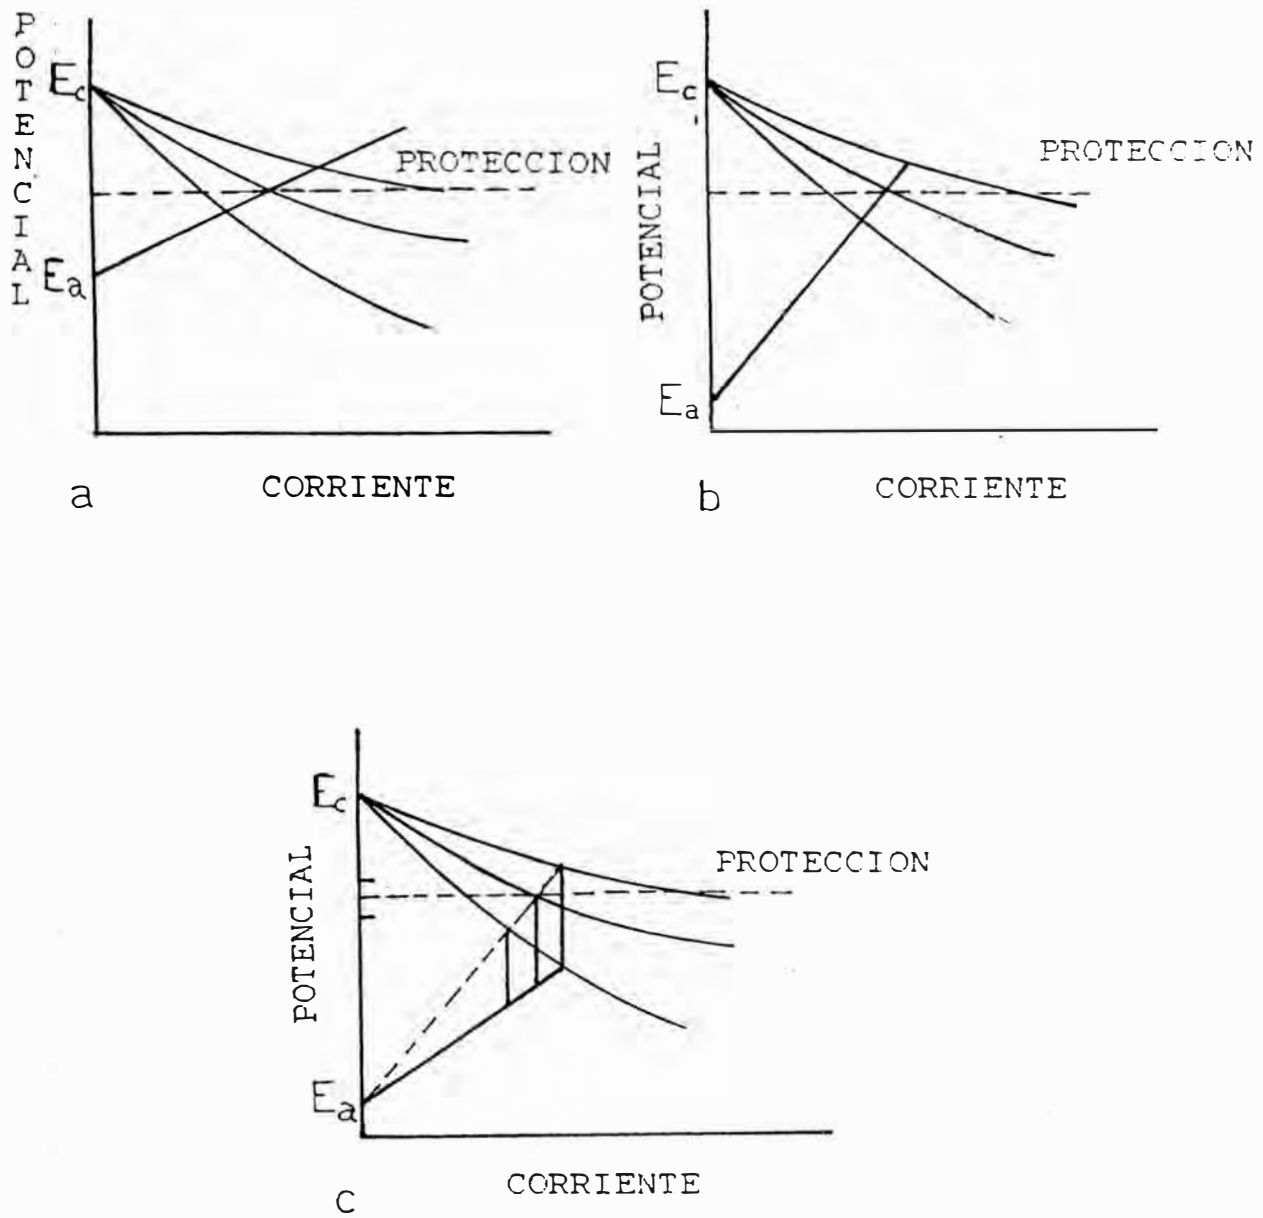 POTENCIAL
Ec
PROTECCION
Ea
CORRIENTE
a
POTENCIAL
Ec
PROTECCION
Ea
CORRIENTE
b
POTENCIAL
Ec
PROTECCION
Ea
CORRIENTE
c